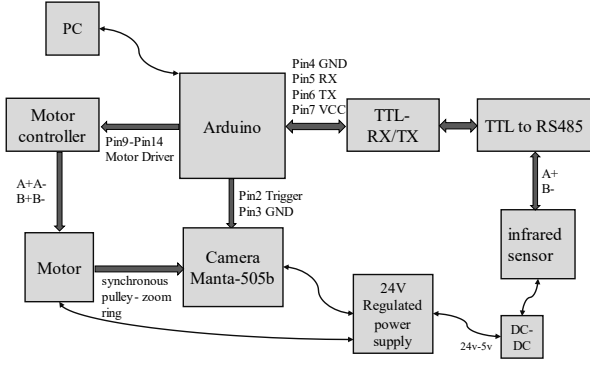 PC
Pin4 GND
Pin5 RX
Pin6 TX
Pin7 VCC
Motor
controller
Pin9-Pin14
Motor Driver
Arduino
TTL-
RX/TX
TTL to RS485
A+A-
B+B-
Pin2 Trigger
Pin3 GND
A+
B-
Motor
synchronous
pulley - zoom
ring
Camera
Manta-505b
infrared
sensor
24V
Regulated
power
supply
24v-5v
DC-
DC